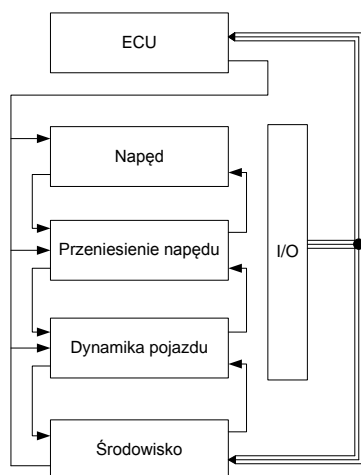 ECU
Napęd
Przeniesienie napędu
I/O
Dynamika pojazdu
Środowisko